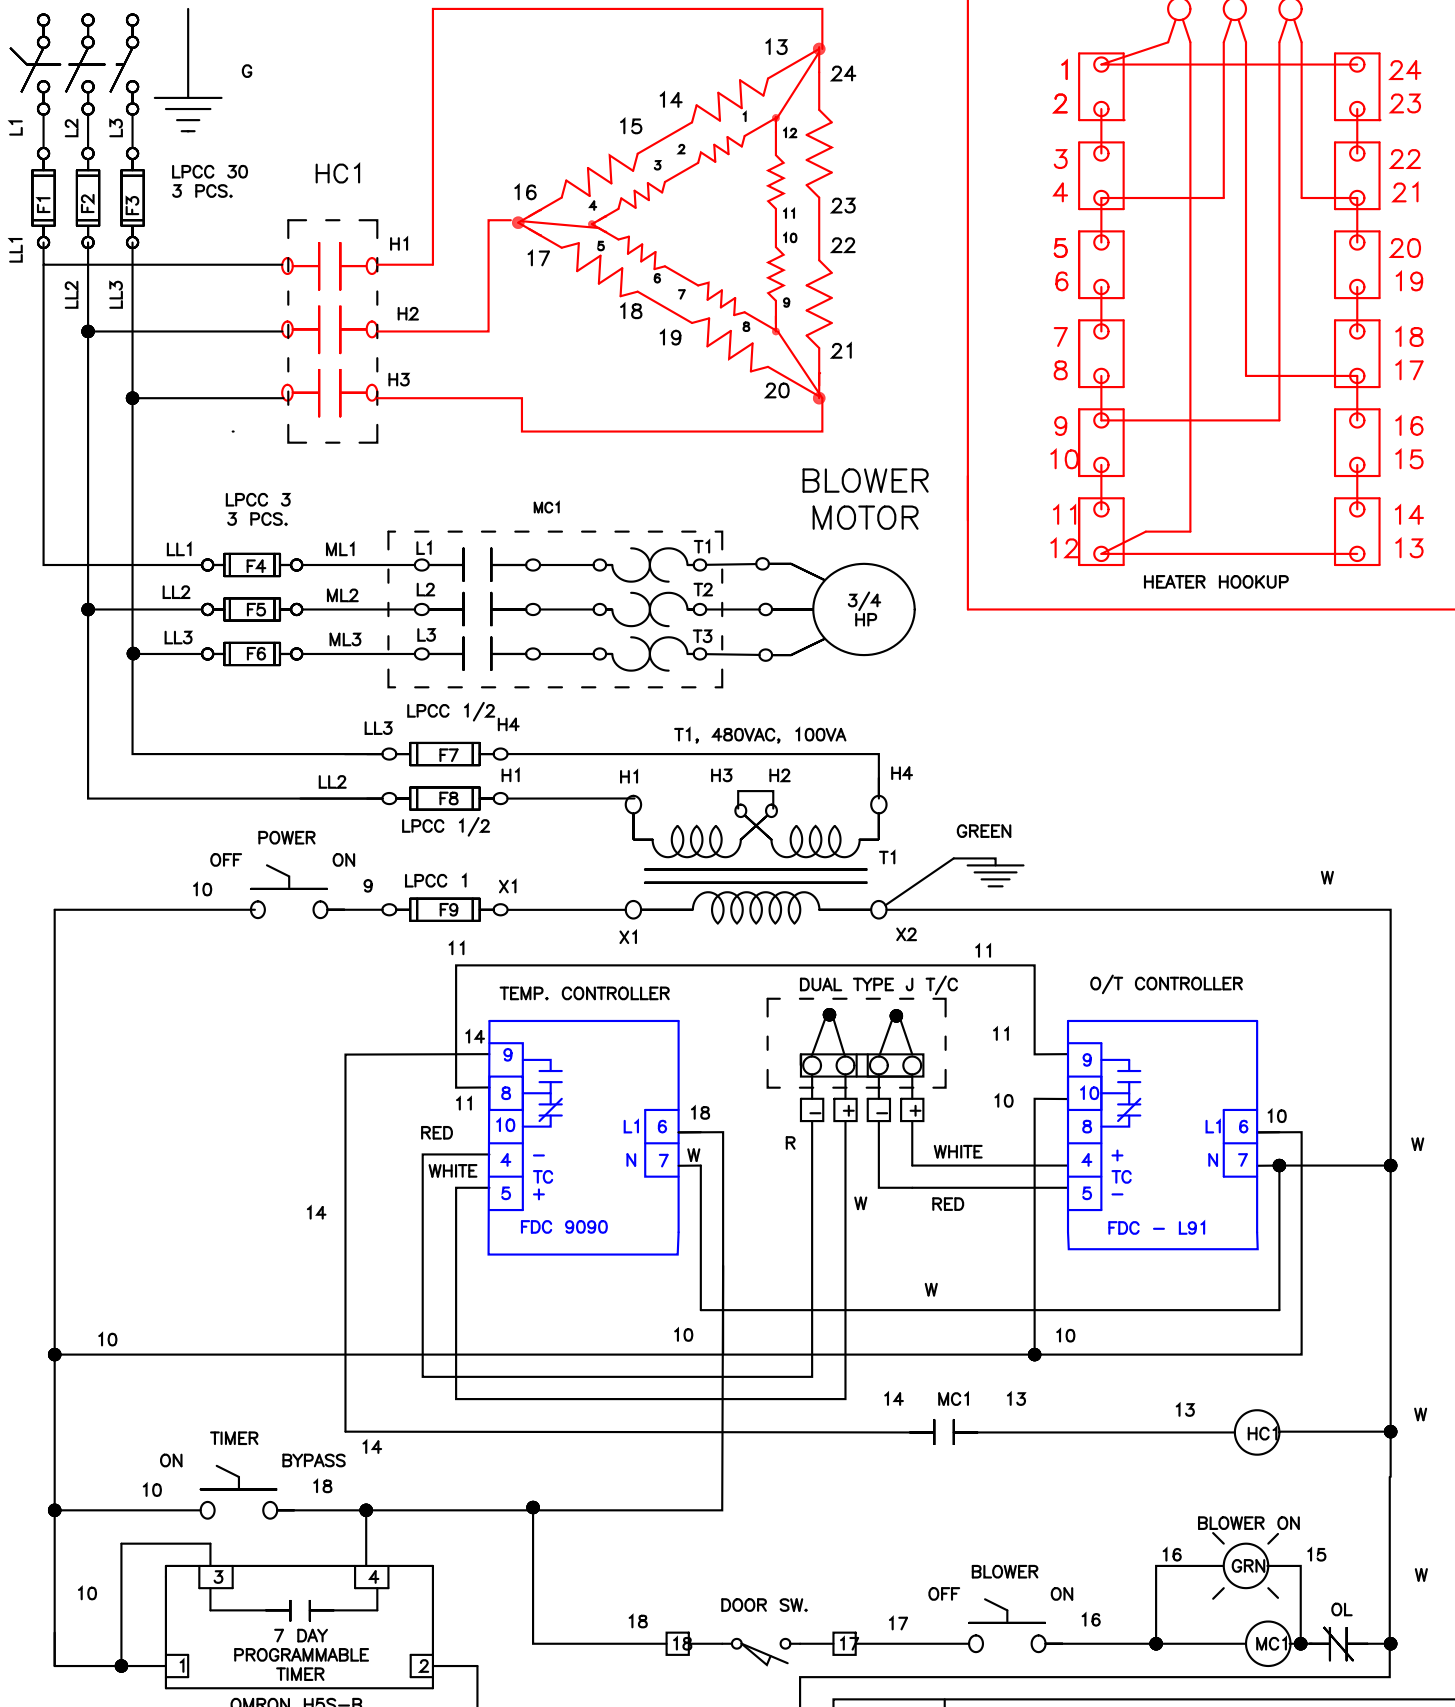 G
L1
L2
L3
LPCC 30
3 PCS.
F1
F2
F3
LL1
LL2
LL3
HC1
H1
H2
H3
13
24
14
15
16
17
18
19
20
23
22
21
1
2
3
4
5
6
7
8
9
10
11
12
1
2
3
4
5
6
7
8
9
10
11
12
24
23
22
21
20
19
18
17
16
15
14
13
HEATER HOOKUP
BLOWER
MOTOR
LPCC 3
3 PCS.
MC1
LL1
F4
ML1
L1
T1
LL2
F5
ML2
L2
T2
3/4
HP
LL3
F6
ML3
L3
T3
LPCC 1/2
LL3
F7
H4
T1, 480VAC, 100VA
LL2
F8
H1
H1
H3
H2
H4
LPCC 1/2
POWER
OFF
ON
10
9
LPCC 1
F9
X1
T1
GREEN
W
X1
X2
11
11
TEMP. CONTROLLER
DUAL TYPE J T/C
O/T CONTROLLER
14
9
8
11
10
RED
4
-
WHITE
TC
5
+
FDC 9090
L1
6
18
N
7
W
-
+
-
+
R
W
WHITE
RED
11
9
10
10
8
4
+
TC
5
-
FDC - L91
L1
6
10
N
7
W
14
W
10
10
10
14
MC1
13
13
HC1
W
14
TIMER
ON
BYPASS
10
18
10
3
4
7 DAY
PROGRAMMABLE
TIMER
1
2
OMRON H5S-B
18
18
DOOR SW.
17
17
BLOWER
OFF
ON
16
BLOWER ON
16
GRN
15
MC1
OL
W